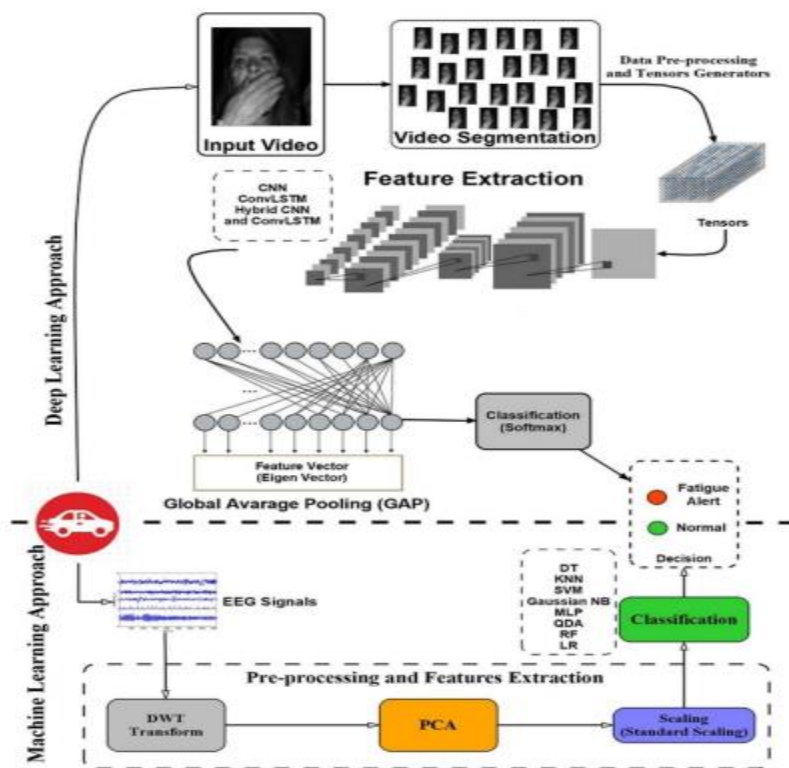 Input Video
Video Segmentation
Data Pre-processing
and Tensors Generators
Feature Extraction
CNN
ConvLSTM
Hybrid CNN
and ConvLSTM
Tensors
Deep Learning Approach
Classification
(Softmax)
Feature Vector
(Eigen Vector)
Global Avarage Pooling (GAP)
Fatigue
Alert
Normal
Decision
Machine Learning Approach
EEG Signals
DT
KNN
SVM
Gaussian NB
MLP
QDA
RF
LR
Classification
Pre-processing and Features Extraction
DWT
Transform
PCA
Scaling
(Standard Scaling)